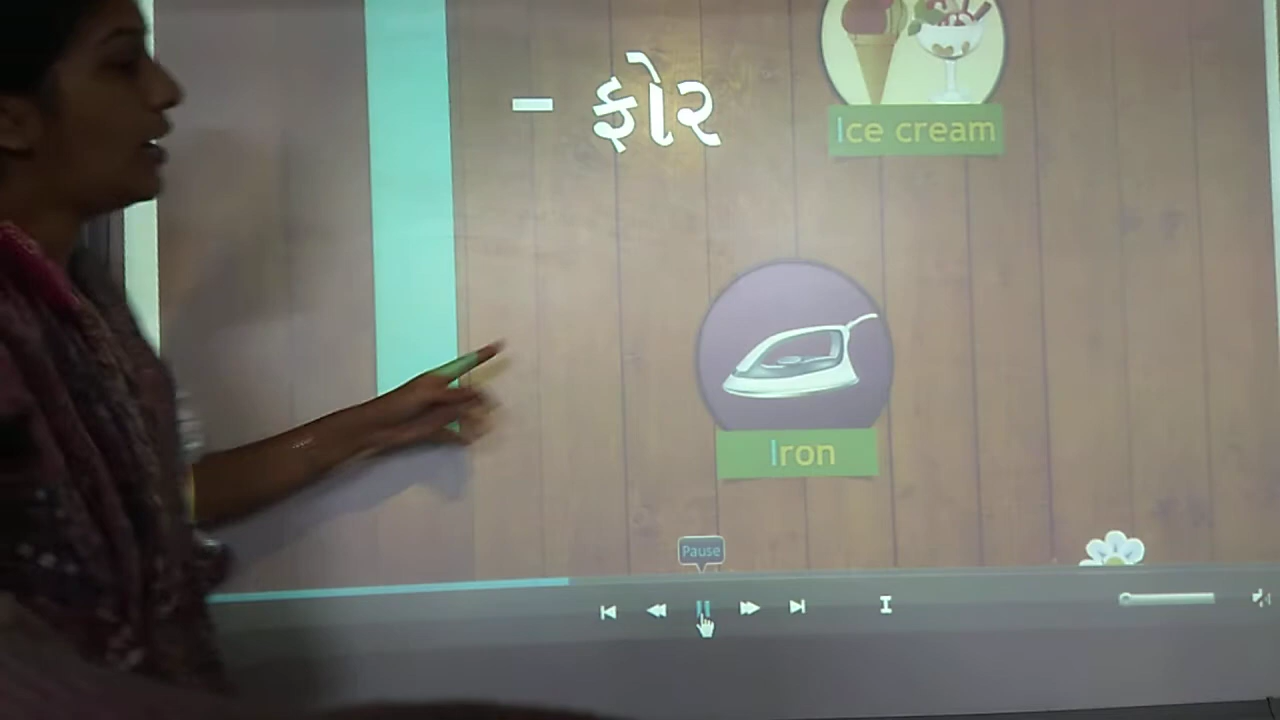 - ફોર
Ice cream
Iron
Pause